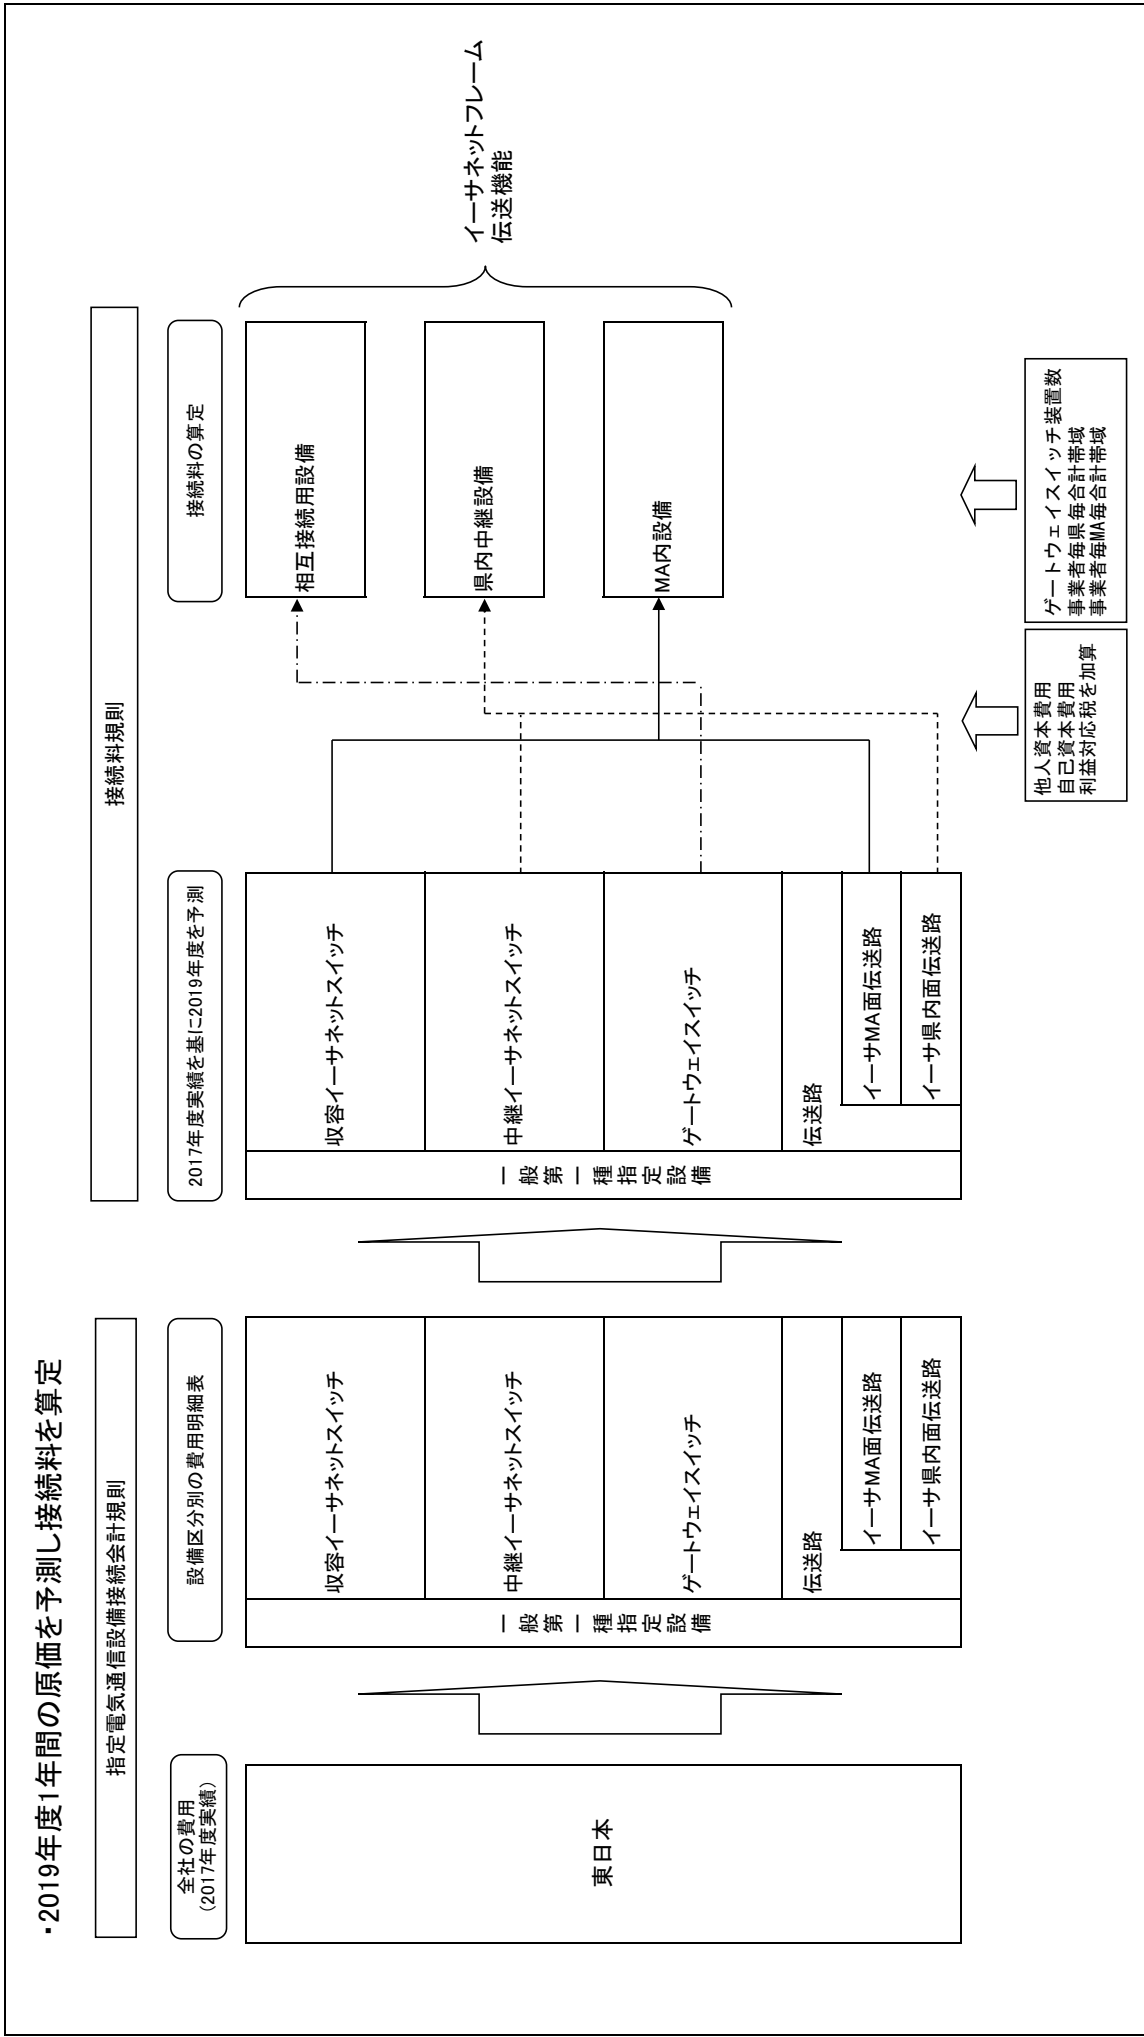 ・2019年度1年間の原価を予測し接続料を算定
指定電気通信設備接続会計規則
接続料規則
全社の費用
(2017年度実績)
設備区分別の費用明細表
2017年度実績を基に2019年度を予測
接続料の算定
東日本
一般第一種指定設備
収容イーサネットスイッチ
中継イーサネットスイッチ
ゲートウェイスイッチ
伝送路
イーサMA面伝送路
イーサ県内面伝送路
一般第一種指定設備
収容イーサネットスイッチ
中継イーサネットスイッチ
ゲートウェイスイッチ
伝送路
イーサMA面伝送路
イーサ県内面伝送路
相互接続用設備
県内中継設備
MA内設備
イーサネットフレーム
伝送機能
他人資本費用
自己資本費用
利益対応税を加算
ゲートウェイスイッチ装置数
事業者毎県毎合計帯域
事業者毎MA毎合計帯域